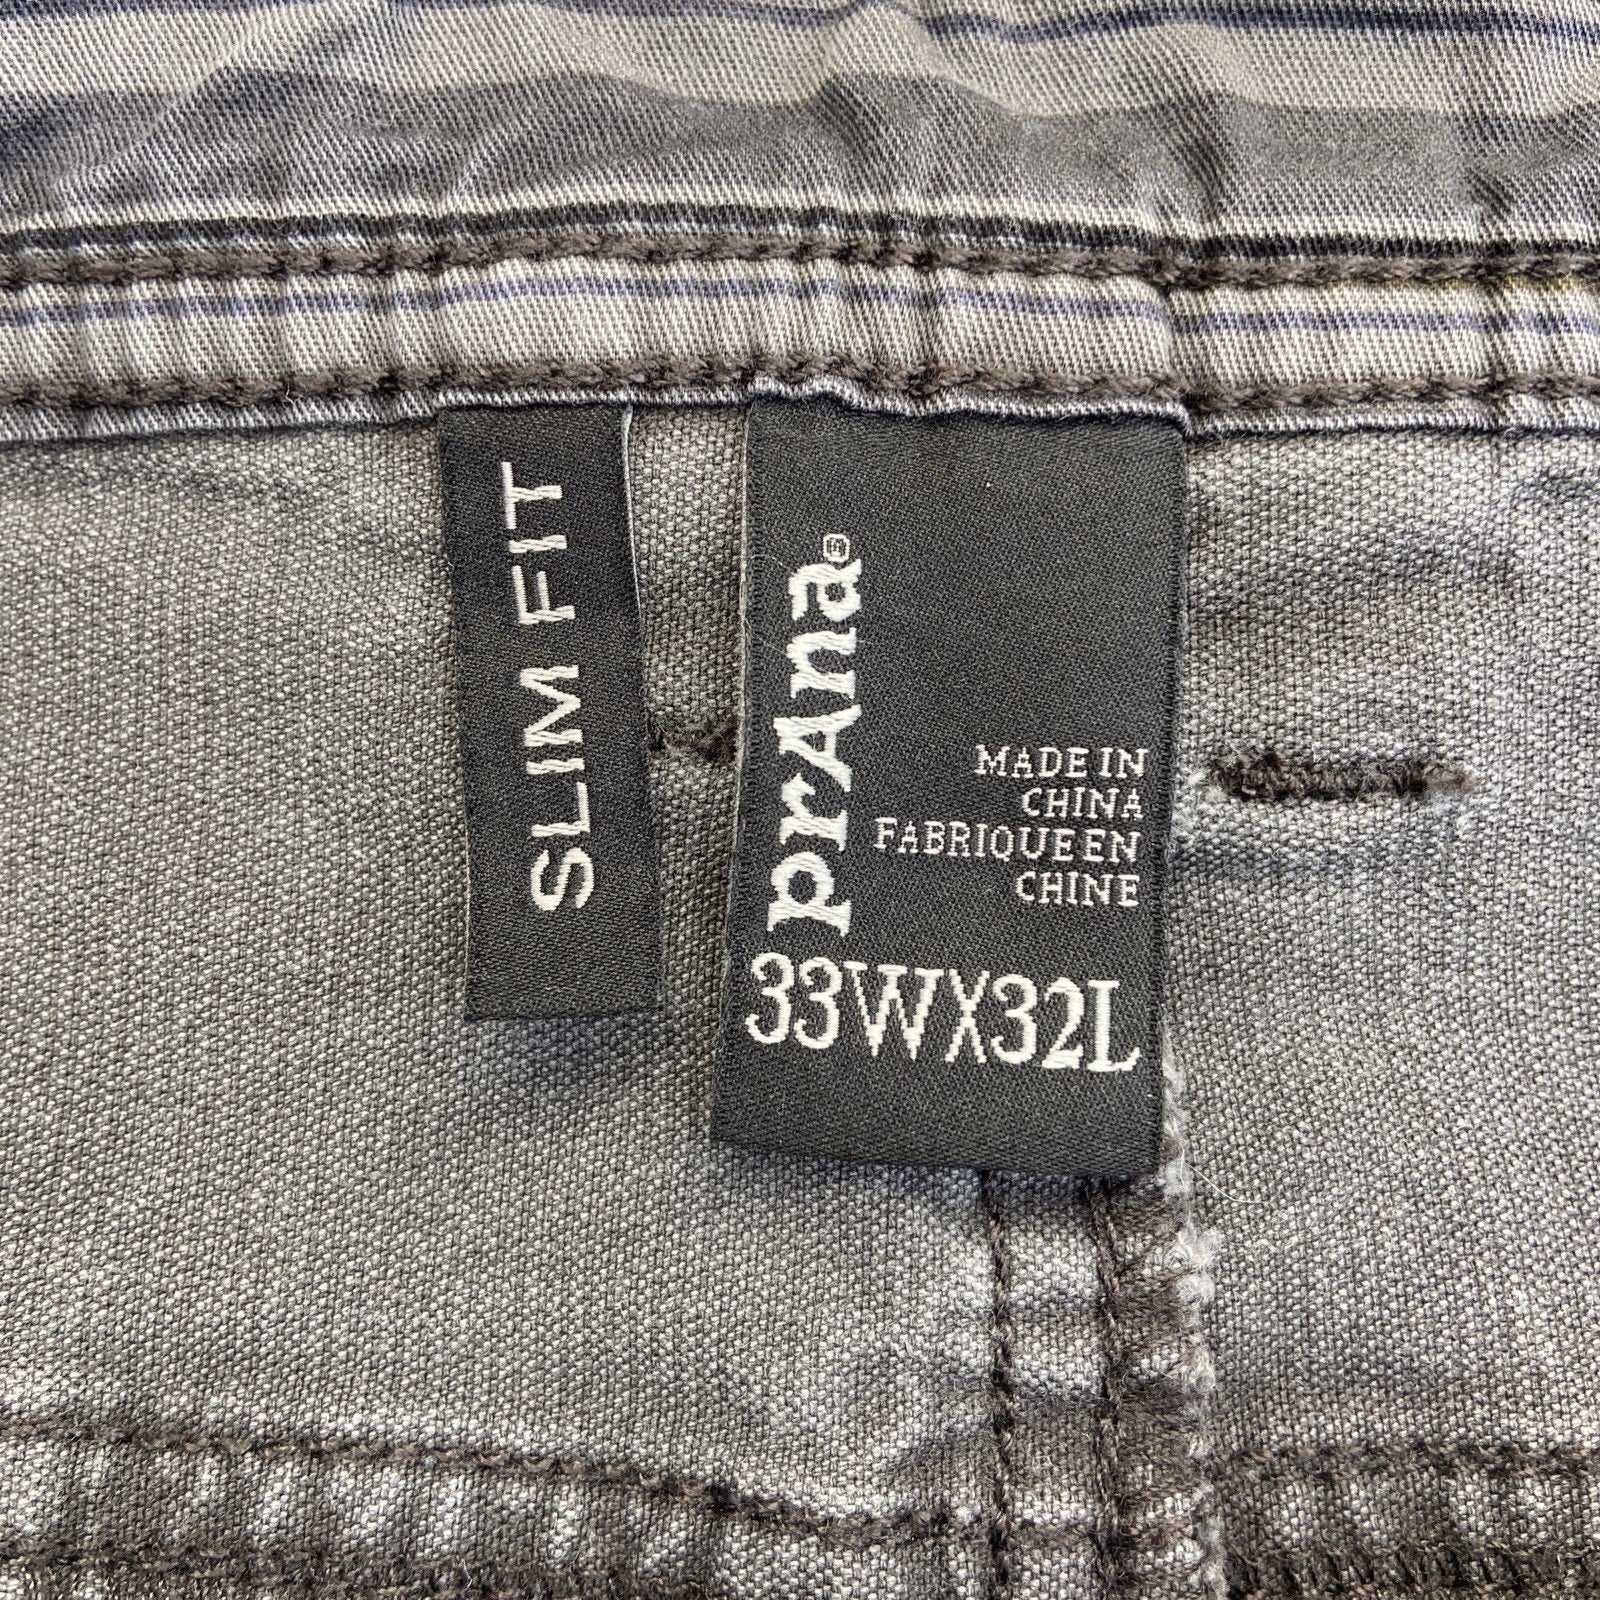 SLIM FIT
prAna®
MADE IN
CHINA
FABRIQUE EN
CHINE
33WX32L